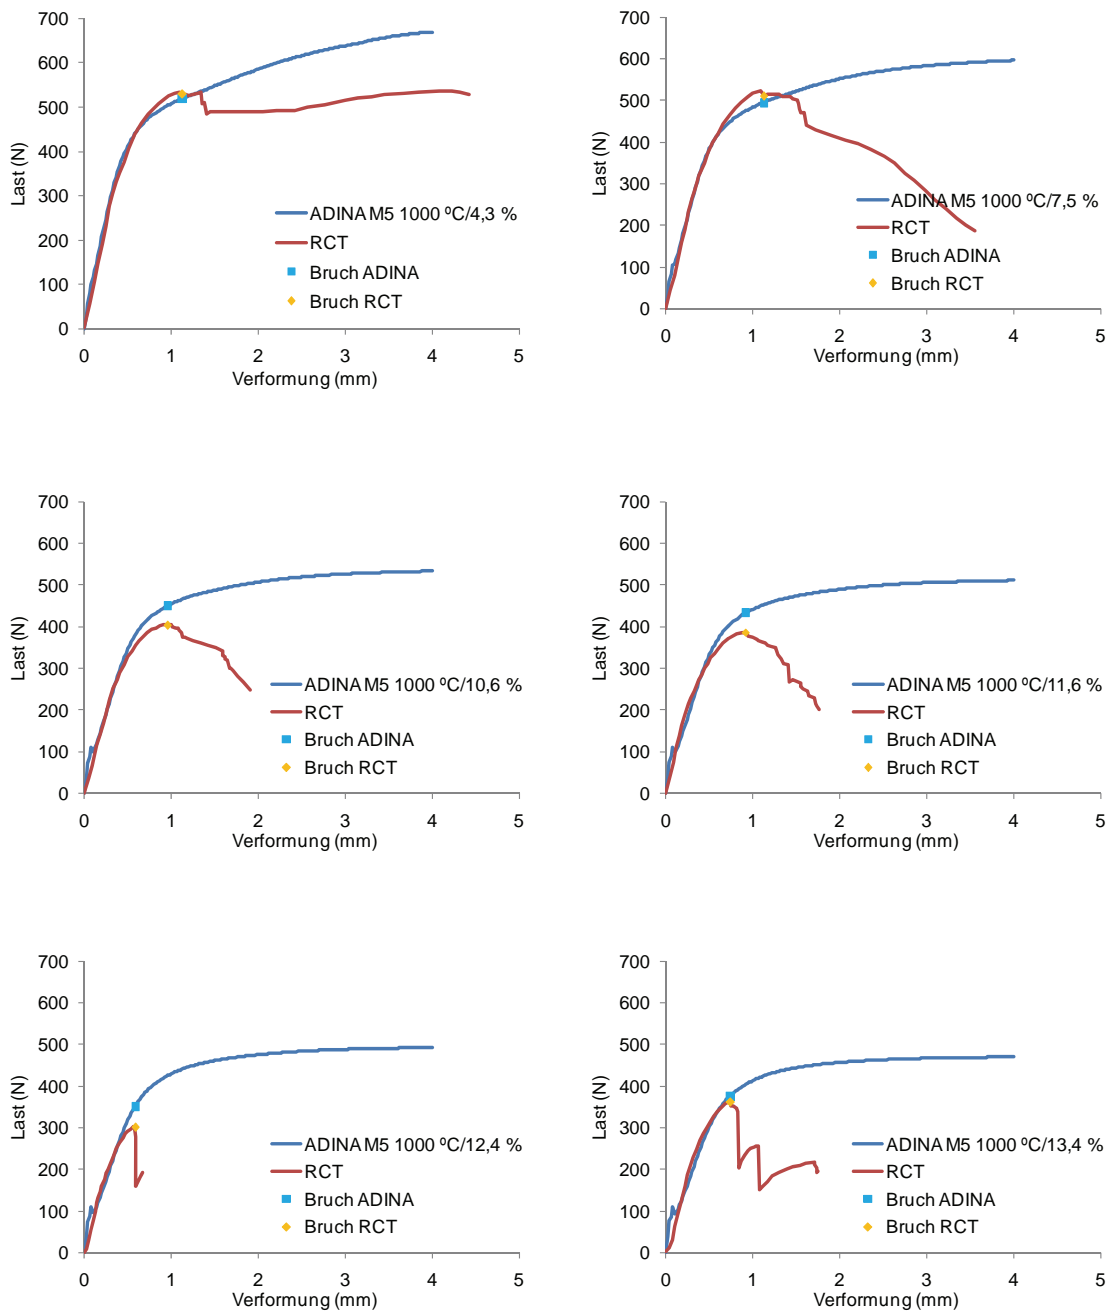 700
600
500
400
300
200
100
0
Last (N)
0 1 2 3 4 5
Verformung (mm)
ADINA M5 1000 ⁰C/4,3 %
RCT
Bruch ADINA
Bruch RCT
700
600
500
400
300
200
100
0
Last (N)
0 1 2 3 4 5
Verformung (mm)
ADINA M5 1000 ⁰C/7,5 %
RCT
Bruch ADINA
Bruch RCT
700
600
500
400
300
200
100
0
Last (N)
0 1 2 3 4 5
Verformung (mm)
ADINA M5 1000 ⁰C/10,6 %
RCT
Bruch ADINA
Bruch RCT
700
600
500
400
300
200
100
0
Last (N)
0 1 2 3 4 5
Verformung (mm)
ADINA M5 1000 ⁰C/11,6 %
RCT
Bruch ADINA
Bruch RCT
700
600
500
400
300
200
100
0
Last (N)
0 1 2 3 4 5
Verformung (mm)
ADINA M5 1000 ⁰C/12,4 %
RCT
Bruch ADINA
Bruch RCT
700
600
500
400
300
200
100
0
Last (N)
0 1 2 3 4 5
Verformung (mm)
ADINA M5 1000 ⁰C/13,4 %
RCT
Bruch ADINA
Bruch RCT